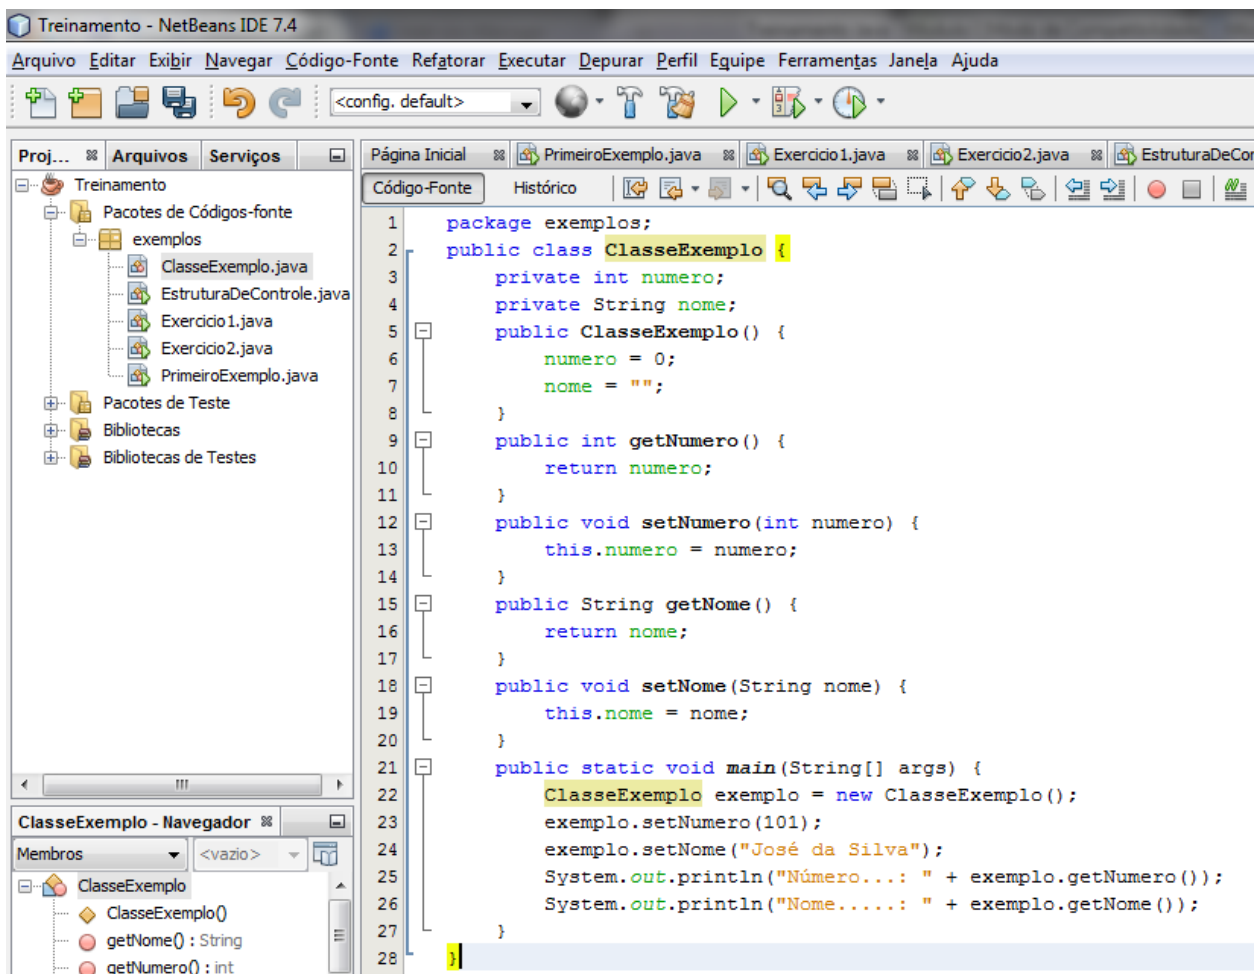 Treinamento - NetBeans IDE 7.4
Arquivo Editar Exibir Navegar Código-Fonte Refatorar Executar Depurar Perfil Equipe Ferramentas Janela Ajuda
<config. default>
Proj... Arquivos Serviços
Treinamento
Pacotes de Códigos-fonte
exemplos
ClasseExemplo.java
EstruturaDeControle.java
Exercicio1.java
Exercicio2.java
PrimeiroExemplo.java
Pacotes de Teste
Bibliotecas
Bibliotecas de Testes
ClasseExemplo - Navegador
Membros <vazio>
ClasseExemplo
ClasseExemplo()
getNome() : String
getNumero() : int
Página Inicial PrimeiroExemplo.java Exercicio1.java Exercicio2.java EstruturaDeCon
Código-Fonte Histórico
1 package exemplos;
2 public class ClasseExemplo {
3 private int numero;
4 private String nome;
5 public ClasseExemplo() {
6 numero = 0;
7 nome = "";
8 }
9 public int getNumero() {
10 return numero;
11 }
12 public void setNumero(int numero) {
13 this.numero = numero;
14 }
15 public String getNome() {
16 return nome;
17 }
18 public void setNome(String nome) {
19 this.nome = nome;
20 }
21 public static void main(String[] args) {
22 ClasseExemplo exemplo = new ClasseExemplo();
23 exemplo.setNumero(101);
24 exemplo.setNome("José da Silva");
25 System.out.println("Número...: " + exemplo.getNumero());
26 System.out.println("Nome.....: " + exemplo.getNome());
27 }
28 }